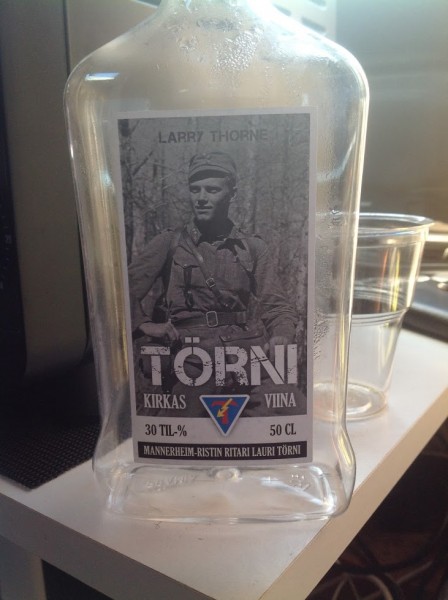 LARRY THORNE
TÖRNI
KIRKAS VIINA
30 TIL-% 50 CL
MANNERHEIM-RISTIN RITARI LAURI TÖRNI